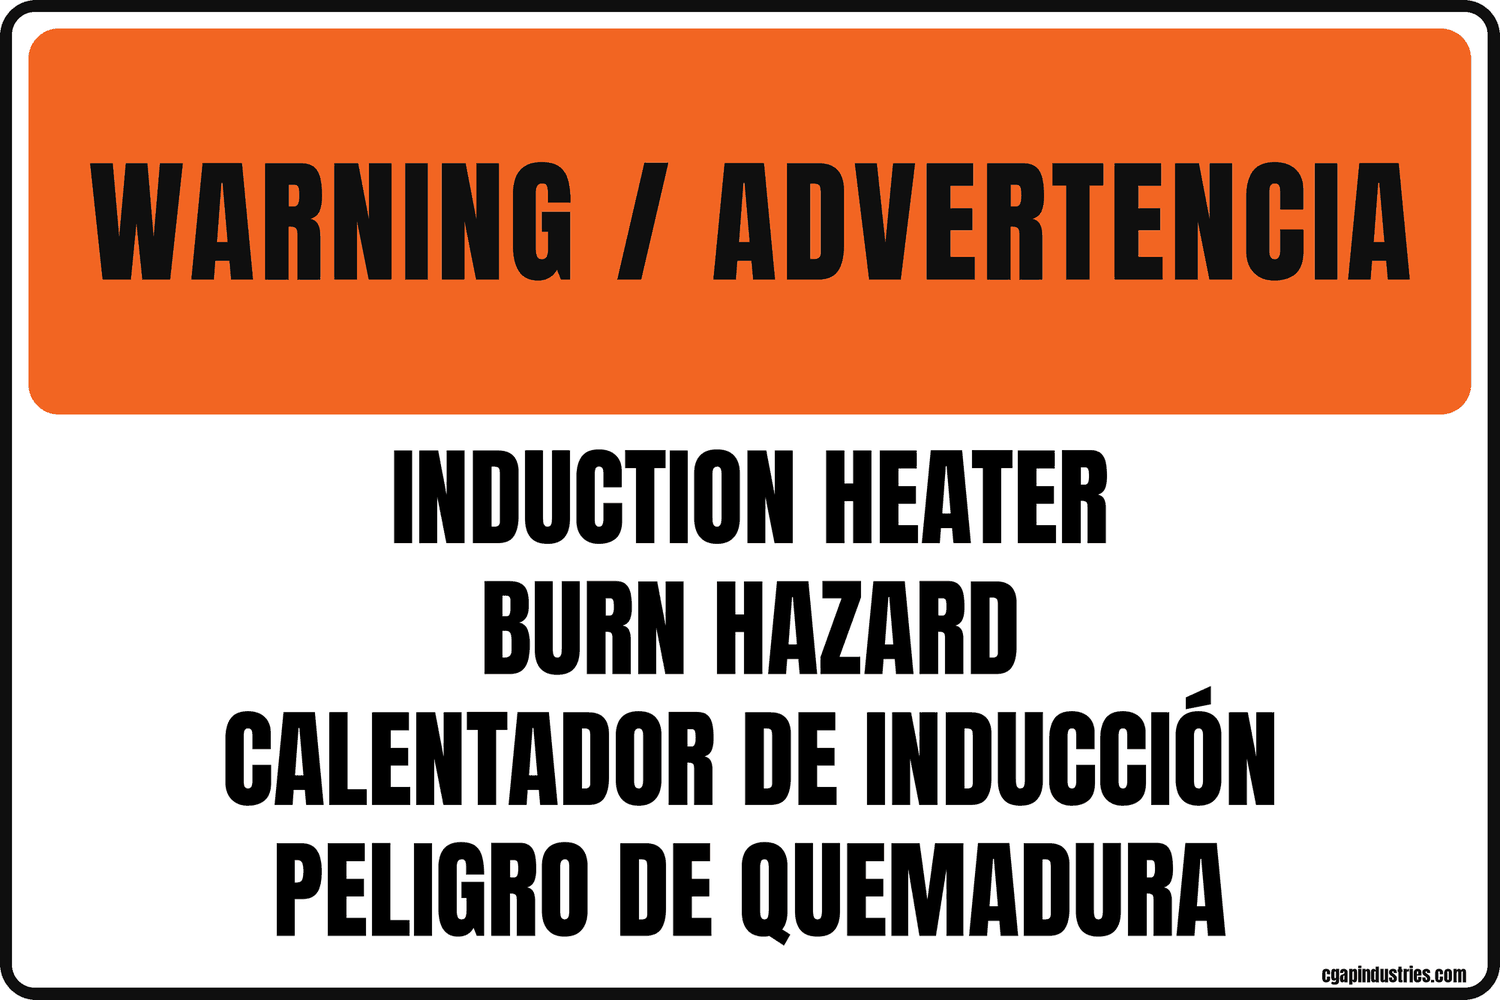 WARNING / ADVERTENCIA
INDUCTION HEATER
BURN HAZARD
CALENTADOR DE INDUCCIÓN
PELIGRO DE QUEMADURA
cgapindustries.com